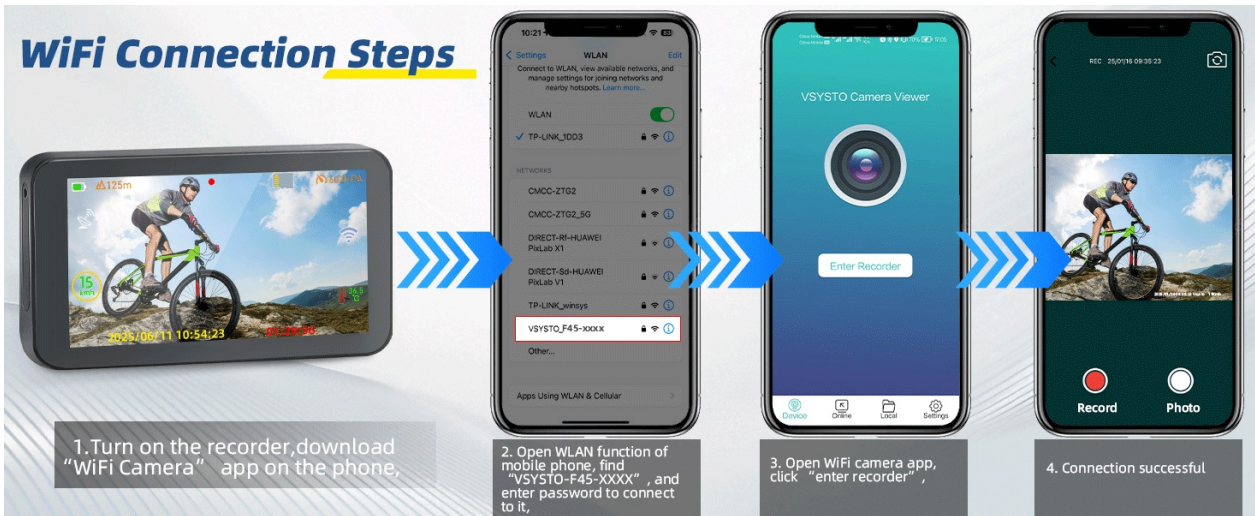 WiFi Connection Steps
125m
15
km/h
26.5
2025/06/11 10:54:23
1.Turn on the recorder,download
“WiFi Camera” app on the phone,
10:21
Settings WLAN Edit
Connect to WLAN, view available networks, and
manage settings for joining networks and
nearby hotspots. Learn more...
WLAN
TP-LINK_1DD3
NETWORKS
CMCC-ZTG2
CMCC-ZTG2_5G
DIRECT-Rf-HUAWEI
PixLab X1
DIRECT-Sd-HUAWEI
PixLab V1
TP-LINK_winsys
VSYSTO_F45-xxxx
Other...
Apps Using WLAN & Cellular
2. Open WLAN function of
mobile phone, find
“VSYSTO-F45-XXXX”, and
enter password to connect
to it,
VSYSTO Camera Viewer
Enter Recorder
Device Online Local Settings
3. Open WiFi camera app,
click “enter recorder”,
REC 25/01/16 09:35:23
Record Photo
4. Connection successful